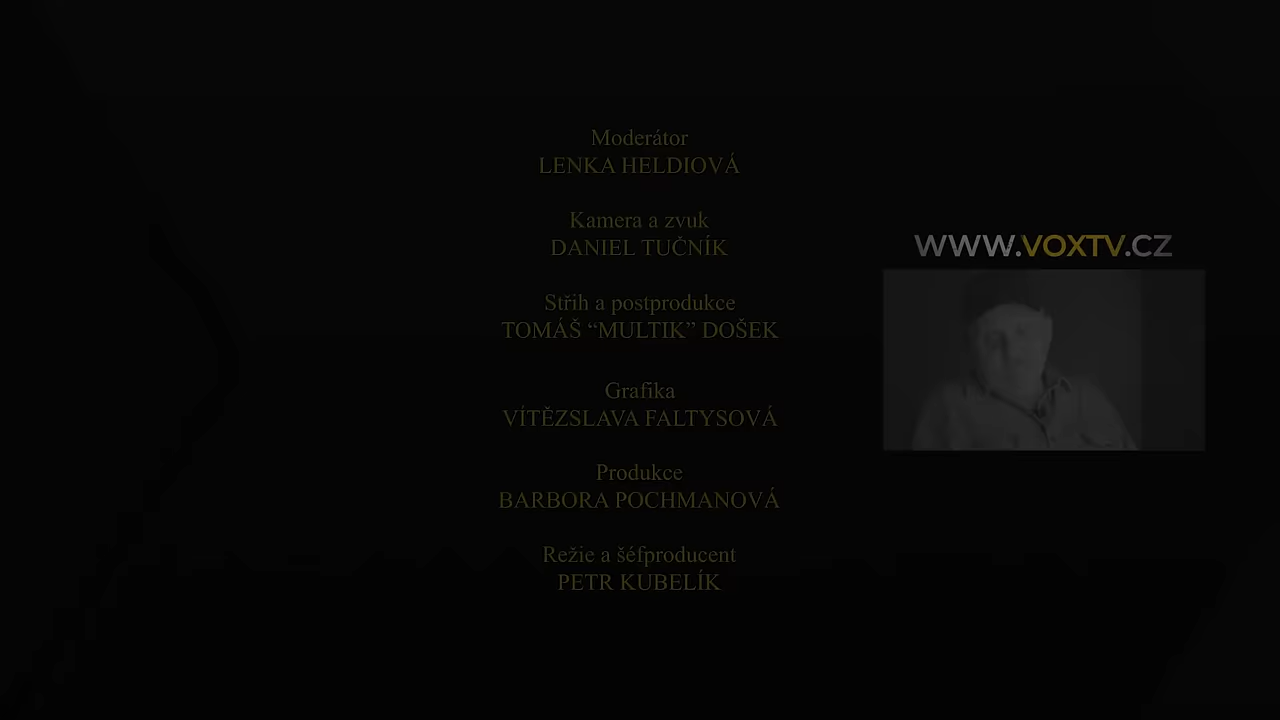 Moderátor
LENKA HELDIOVÁ
Kamera a zvuk
DANIEL TUČNÍK
Střih a postprodukce
TOMÁŠ “MULTIK” DOŠEK
Grafika
VÍTĚZSLAVA FALTYSOVÁ
Produkce
BARBORA POCHMANOVÁ
Režie a šéfproducent
PETR KUBELÍK
WWW.VOXTV.CZ